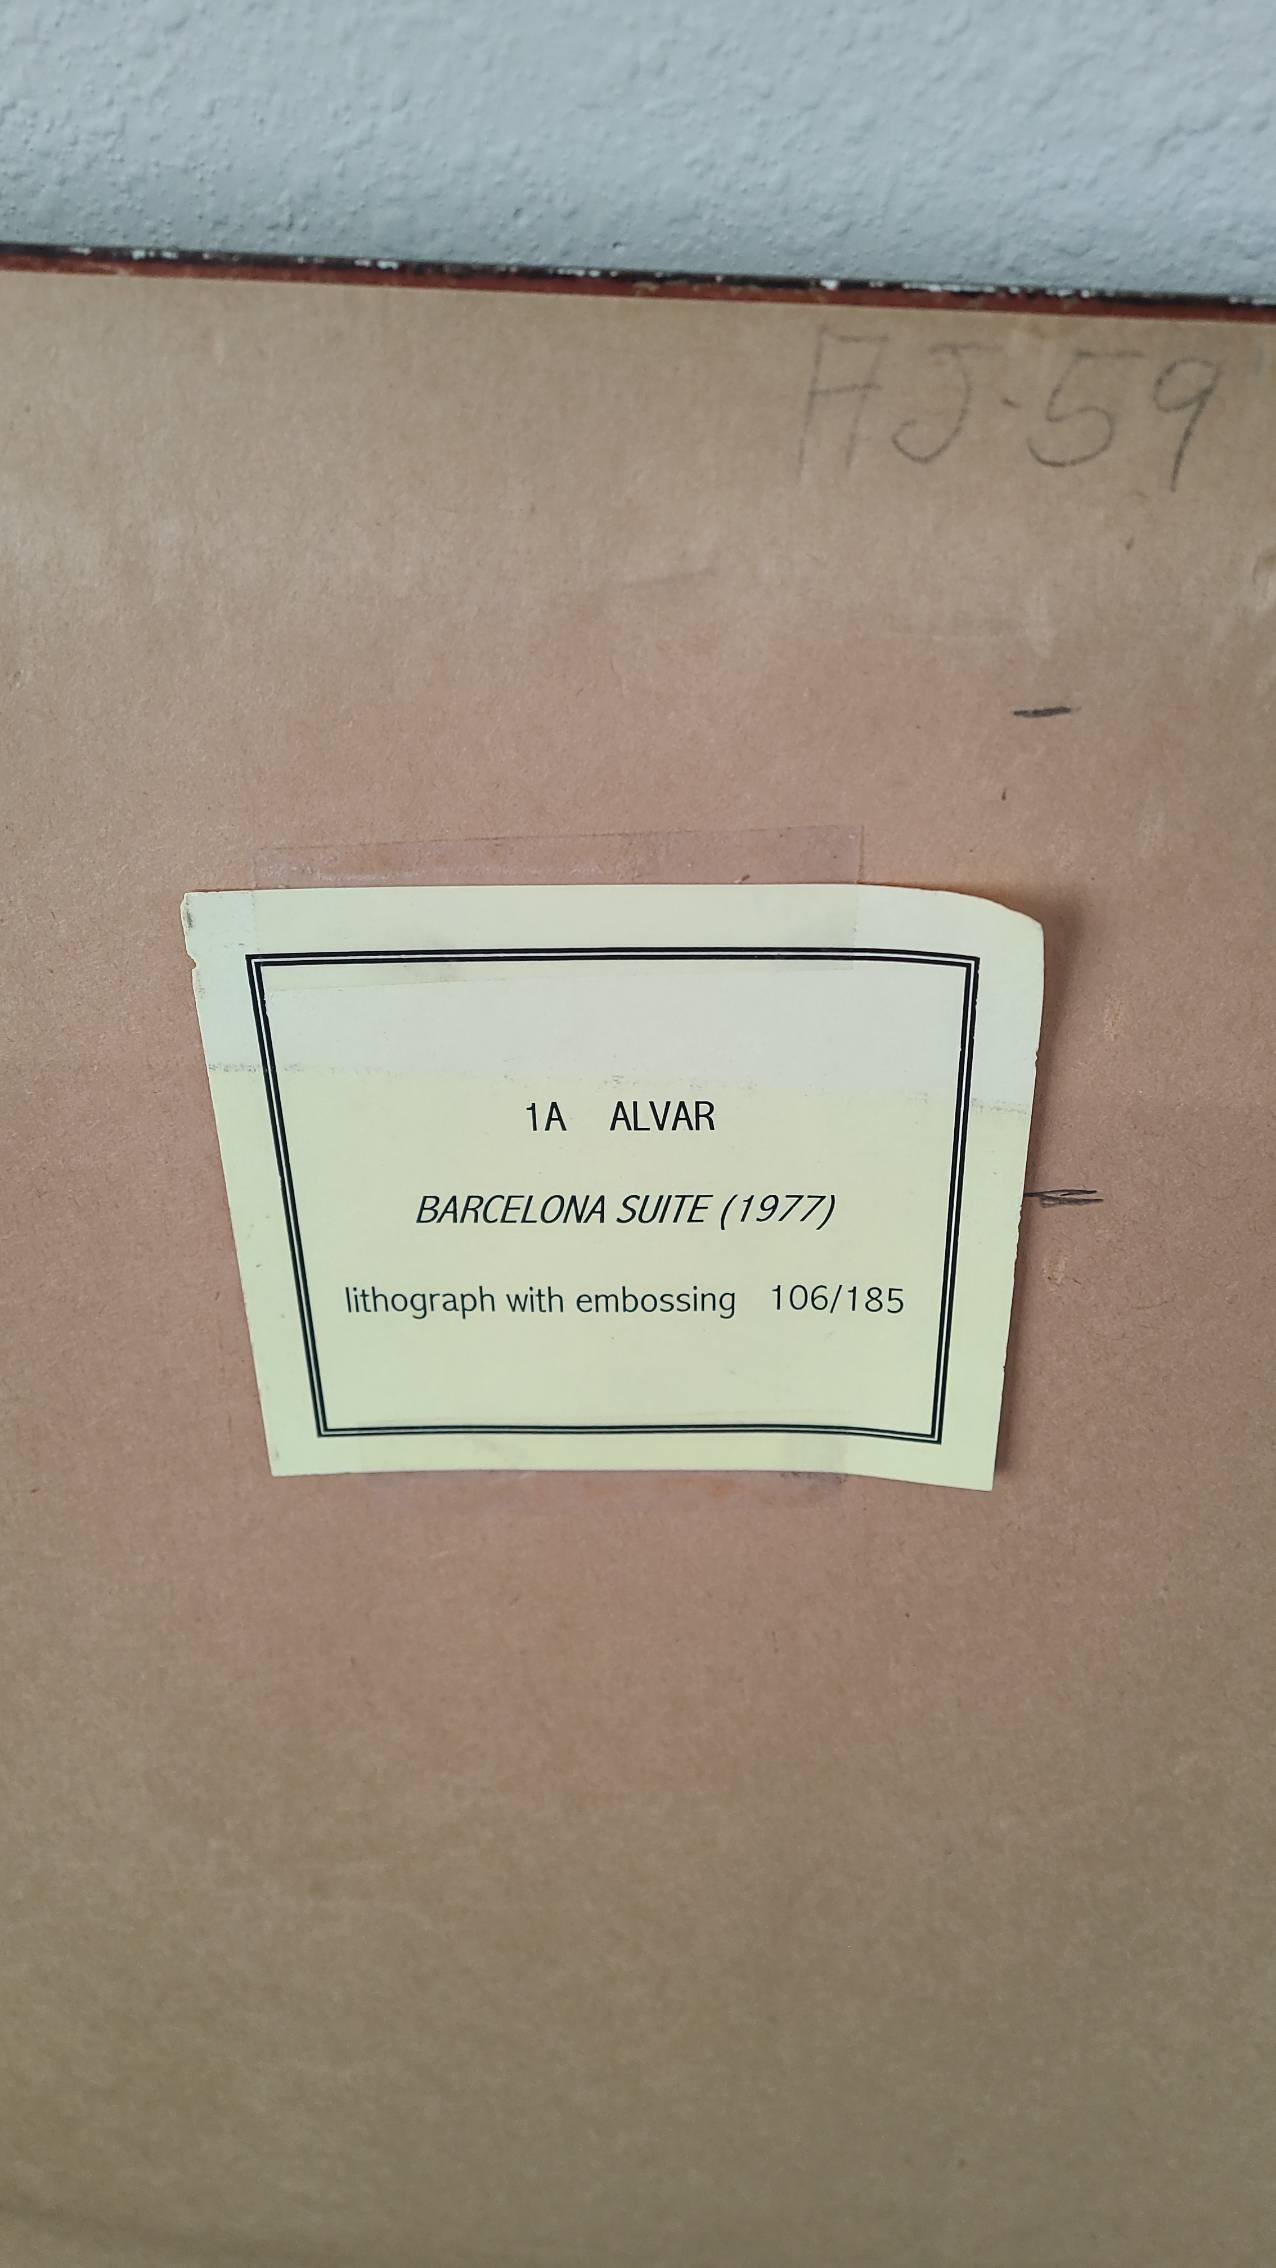 AJ-59
1A ALVAR
BARCELONA SUITE (1977)
lithograph with embossing 106/185